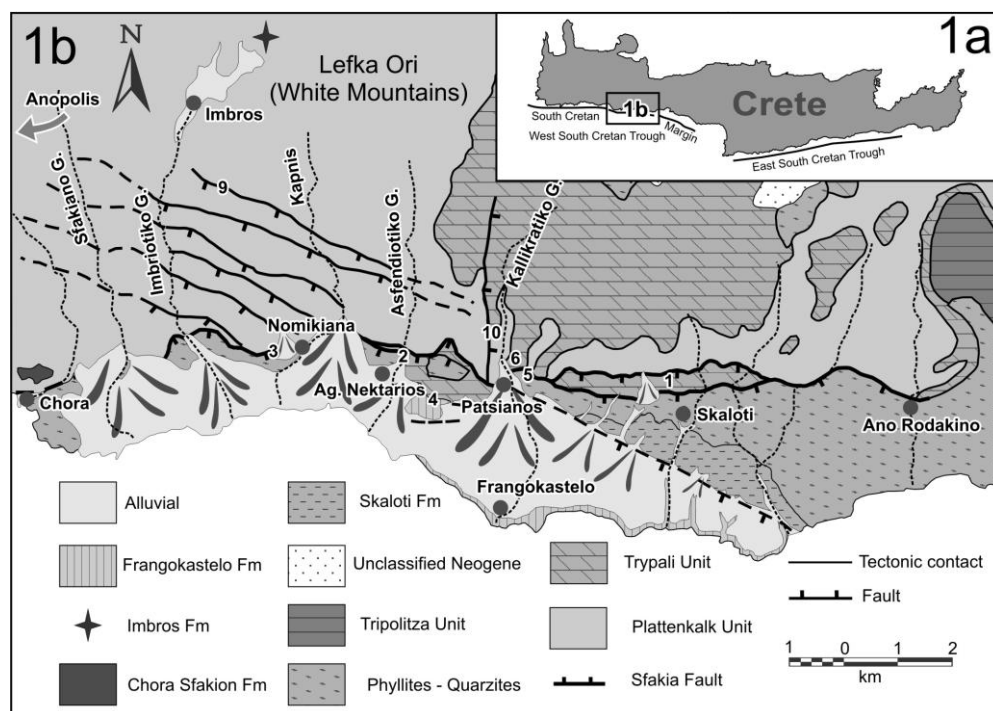 1b
N
Lefka Ori
(White Mountains)
Anopolis
Imbros
Sfakiano G.
Imbriotiko G.
Kapnis
Asfendiotiko G.
Kallikratiko G.
9
10
Nomikiana
3
2
6
5
1
Ag. Nektarios
4
Chora
Patsianos
Skaloti
Ano Rodakino
Frangokastelo
1a
Crete
1b
South Cretan
Margin
West South Cretan Trough
East South Cretan Trough
Alluvial
Frangokastelo Fm
Imbros Fm
Chora Sfakion Fm
Skaloti Fm
Unclassified Neogene
Tripolitza Unit
Phyllites - Quarzites
Trypali Unit
Plattenkalk Unit
Sfakia Fault
Tectonic contact
Fault
1 0 1 2
km